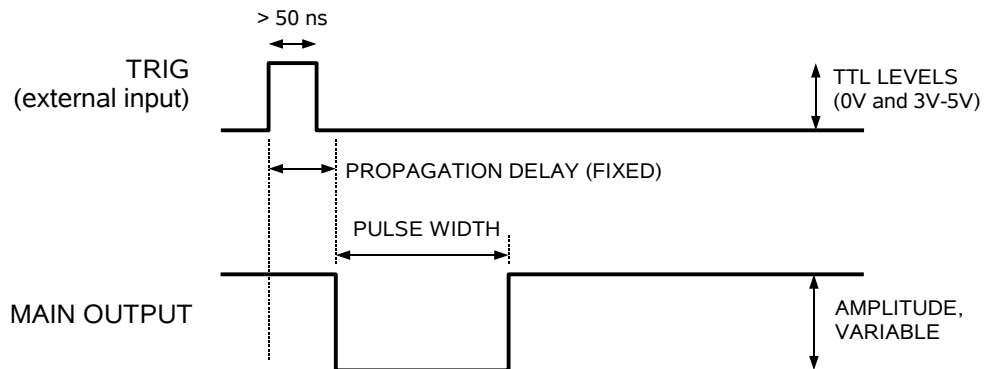 > 50 ns
TRIG
(external input)
TTL LEVELS
(0V and 3V-5V)
PROPAGATION DELAY (FIXED)
PULSE WIDTH
MAIN OUTPUT
AMPLITUDE,
VARIABLE